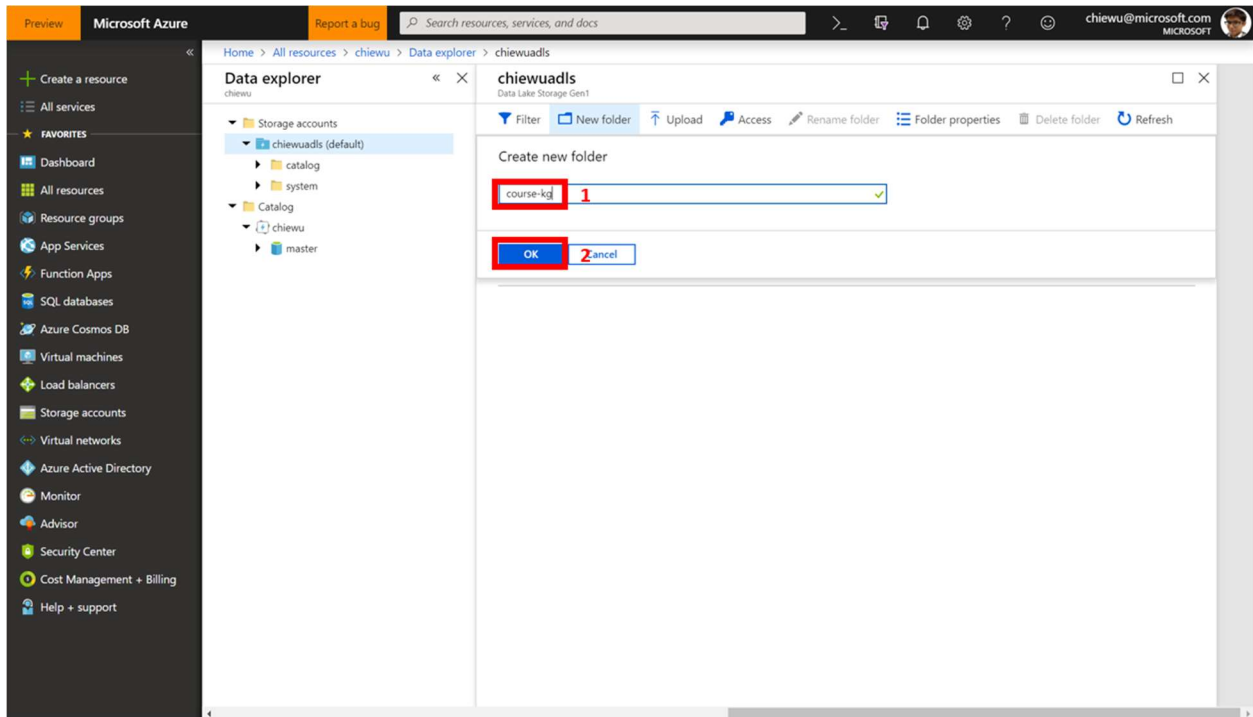 Preview Microsoft Azure Report a bug Search resources, services, and docs >_ ? chiewu@microsoft.com
MICROSOFT
« Home > All resources > chiewu > Data explorer > chiewuadls
Create a resource
All services
FAVORITES
Dashboard
All resources
Resource groups
App Services
Function Apps
SQL databases
Azure Cosmos DB
Virtual machines
Load balancers
Storage accounts
Virtual networks
Azure Active Directory
Monitor
Advisor
Security Center
Cost Management + Billing
Help + support
Data explorer «
chiewu
Storage accounts
chiewuadls (default)
catalog
system
Catalog
chiewu
master
chiewuadls
Data Lake Storage Gen1
Filter New folder Upload Access Rename folder Folder properties Delete folder Refresh
Create new folder
course-kg 1
OK 2 Cancel